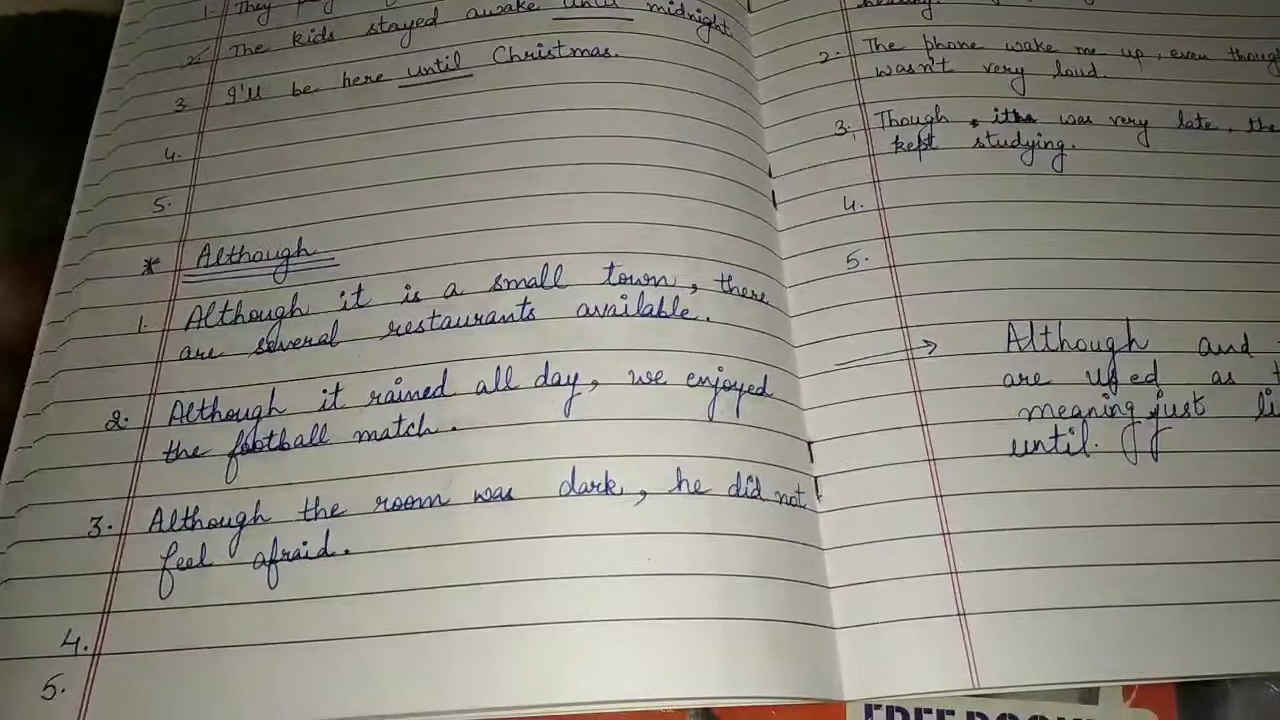 1. They
2. The kids stayed awake until midnight
3. I'll be here until Christmas.
4.
5.
* Although
1. Although it is a small town, there
are several restaurants available.
2. Although it rained all day, we enjoyed
the football match.
3. Although the room was dark, he did not
feel afraid.
4.
5.
2. The phone wake me up, even though
wasn't very loud.
3. Though it was very late, the
kept studying.
4.
5.
→ Although and
are used as
meaning just
until.